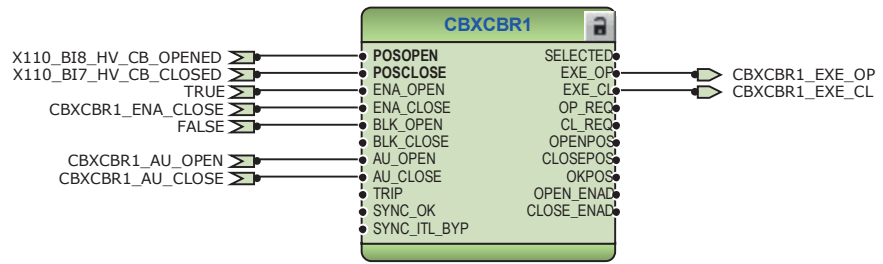 CBXCBR1
X110_BI8_HV_CB_OPENED POSOPEN SELECTED
X110_BI7_HV_CB_CLOSED POSCLOSE EXE_OP CBXCBR1_EXE_OP
TRUE ENA_OPEN EXE_CL CBXCBR1_EXE_CL
CBXCBR1_ENA_CLOSE ENA_CLOSE OP_REQ
FALSE BLK_OPEN CL_REQ
BLK_CLOSE OPENPOS
CBXCBR1_AU_OPEN AU_OPEN CLOSEPOS
CBXCBR1_AU_CLOSE AU_CLOSE OKPOS
TRIP OPEN_ENAD
SYNC_OK CLOSE_ENAD
SYNC_ITL_BYP